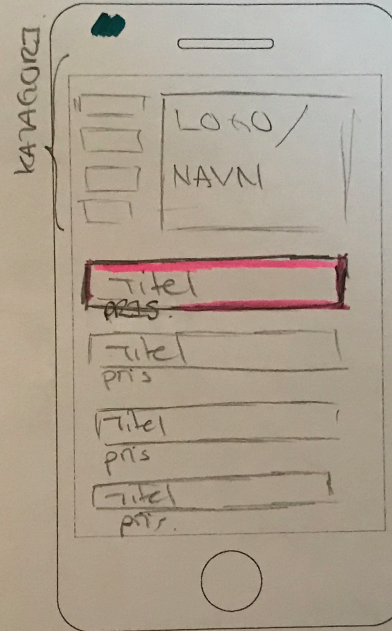 KATAGORI
LOGO/
NAVN
Titel
PRIS.
Titel
pris
Titel
pris
Titel
pris.